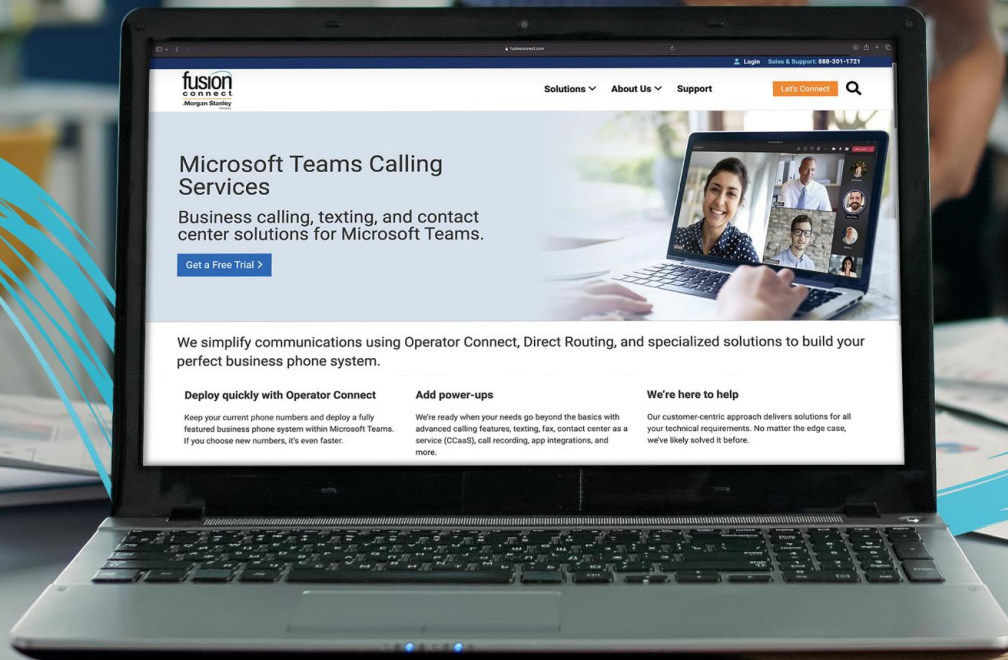 fusionconnect.com
Login Sales & Support: 888-301-1721
fusion
connect
Morgan Stanley
Solutions About Us Support
Let's Connect
Microsoft Teams Calling
Services
Business calling, texting, and contact
center solutions for Microsoft Teams.
Get a Free Trial >
We simplify communications using Operator Connect, Direct Routing, and specialized solutions to build your
perfect business phone system.
Deploy quickly with Operator Connect
Keep your current phone numbers and deploy a fully
featured business phone system within Microsoft Teams.
If you choose new numbers, it's even faster.
Add power-ups
We're ready when your needs go beyond the basics with
advanced calling features, texting, fax, contact center as a
service (CCaaS), call recording, app integrations, and
more.
We're here to help
Our customer-centric approach delivers solutions for all
your technical requirements. No matter the edge case,
we've likely solved it before.